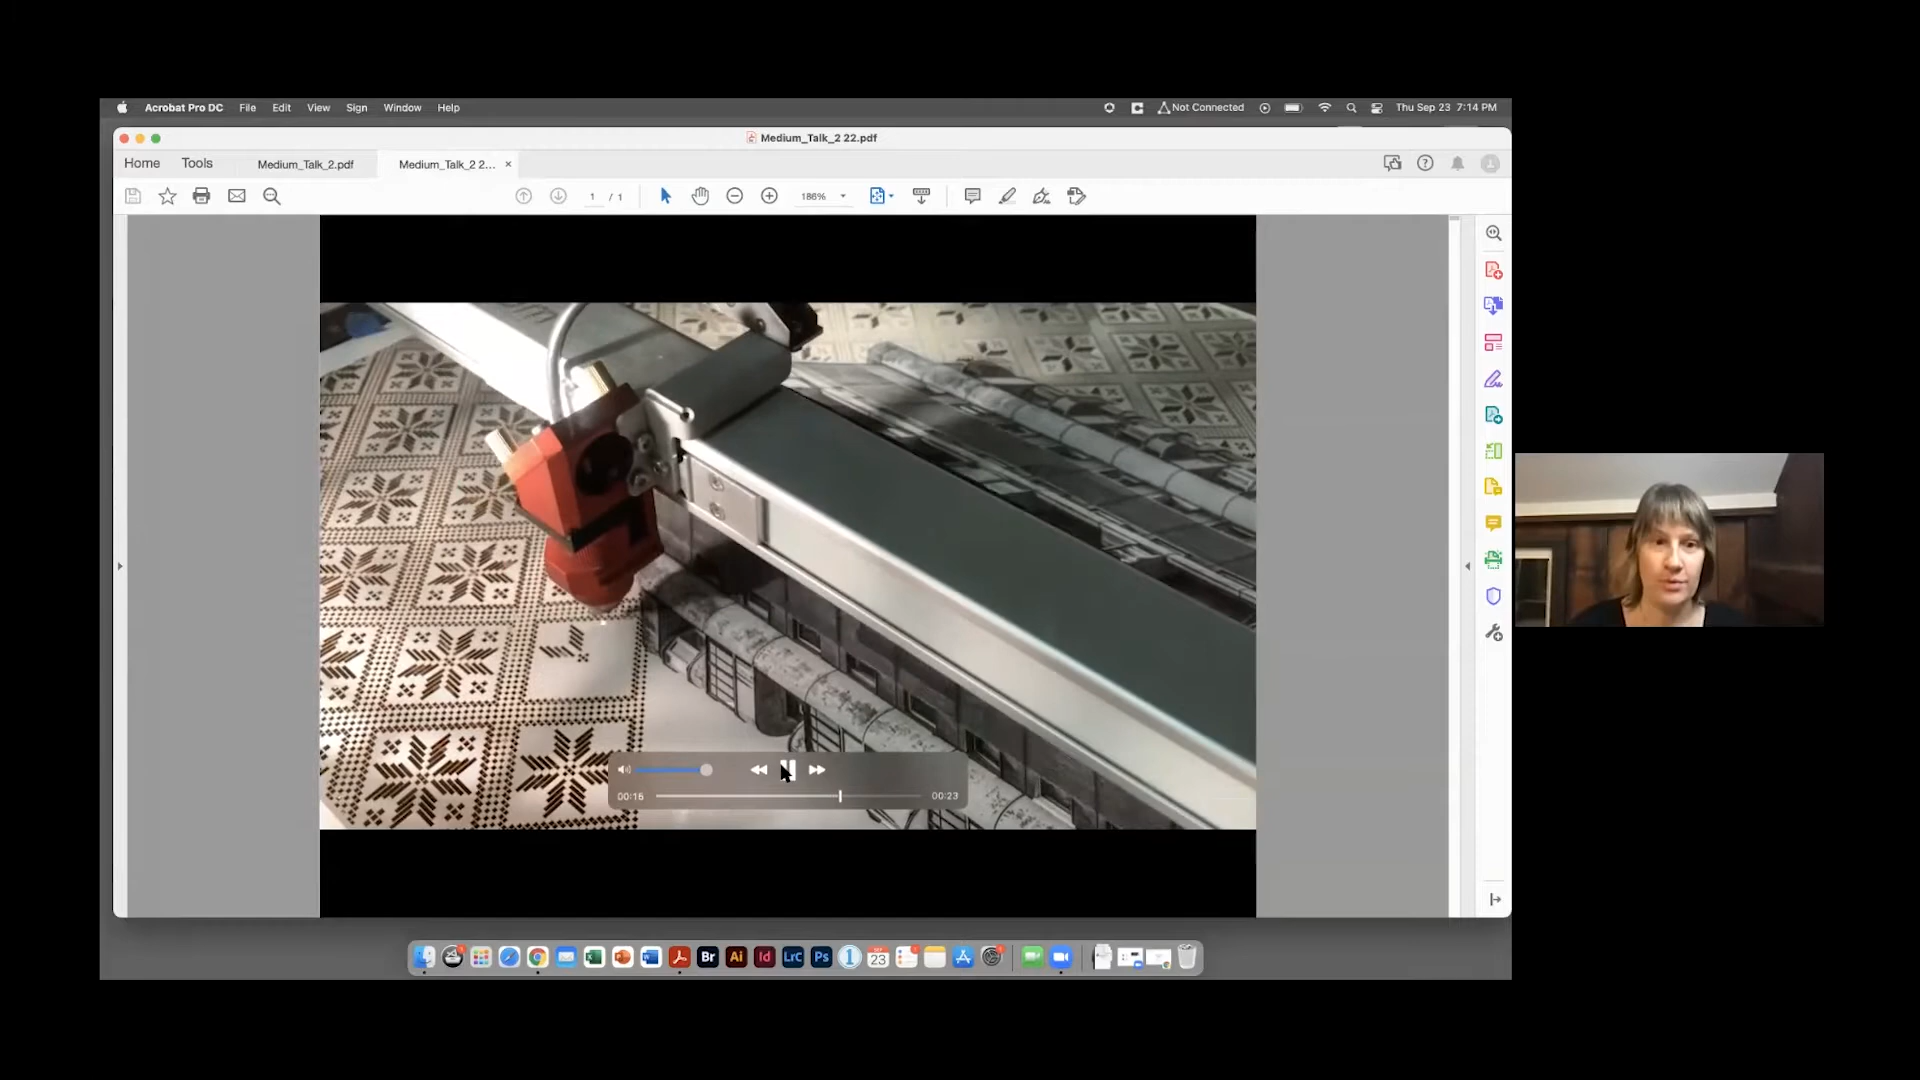 Acrobat Pro DC File Edit View Sign Window Help Not Connected Thu Sep 23 7:14 PM
Medium_Talk_2 22.pdf
Home Tools Medium_Talk_2.pdf Medium_Talk_2 2... ×
1 / 1 186%
00:16 00:23
Br Ai Id LrC Ps 1 23